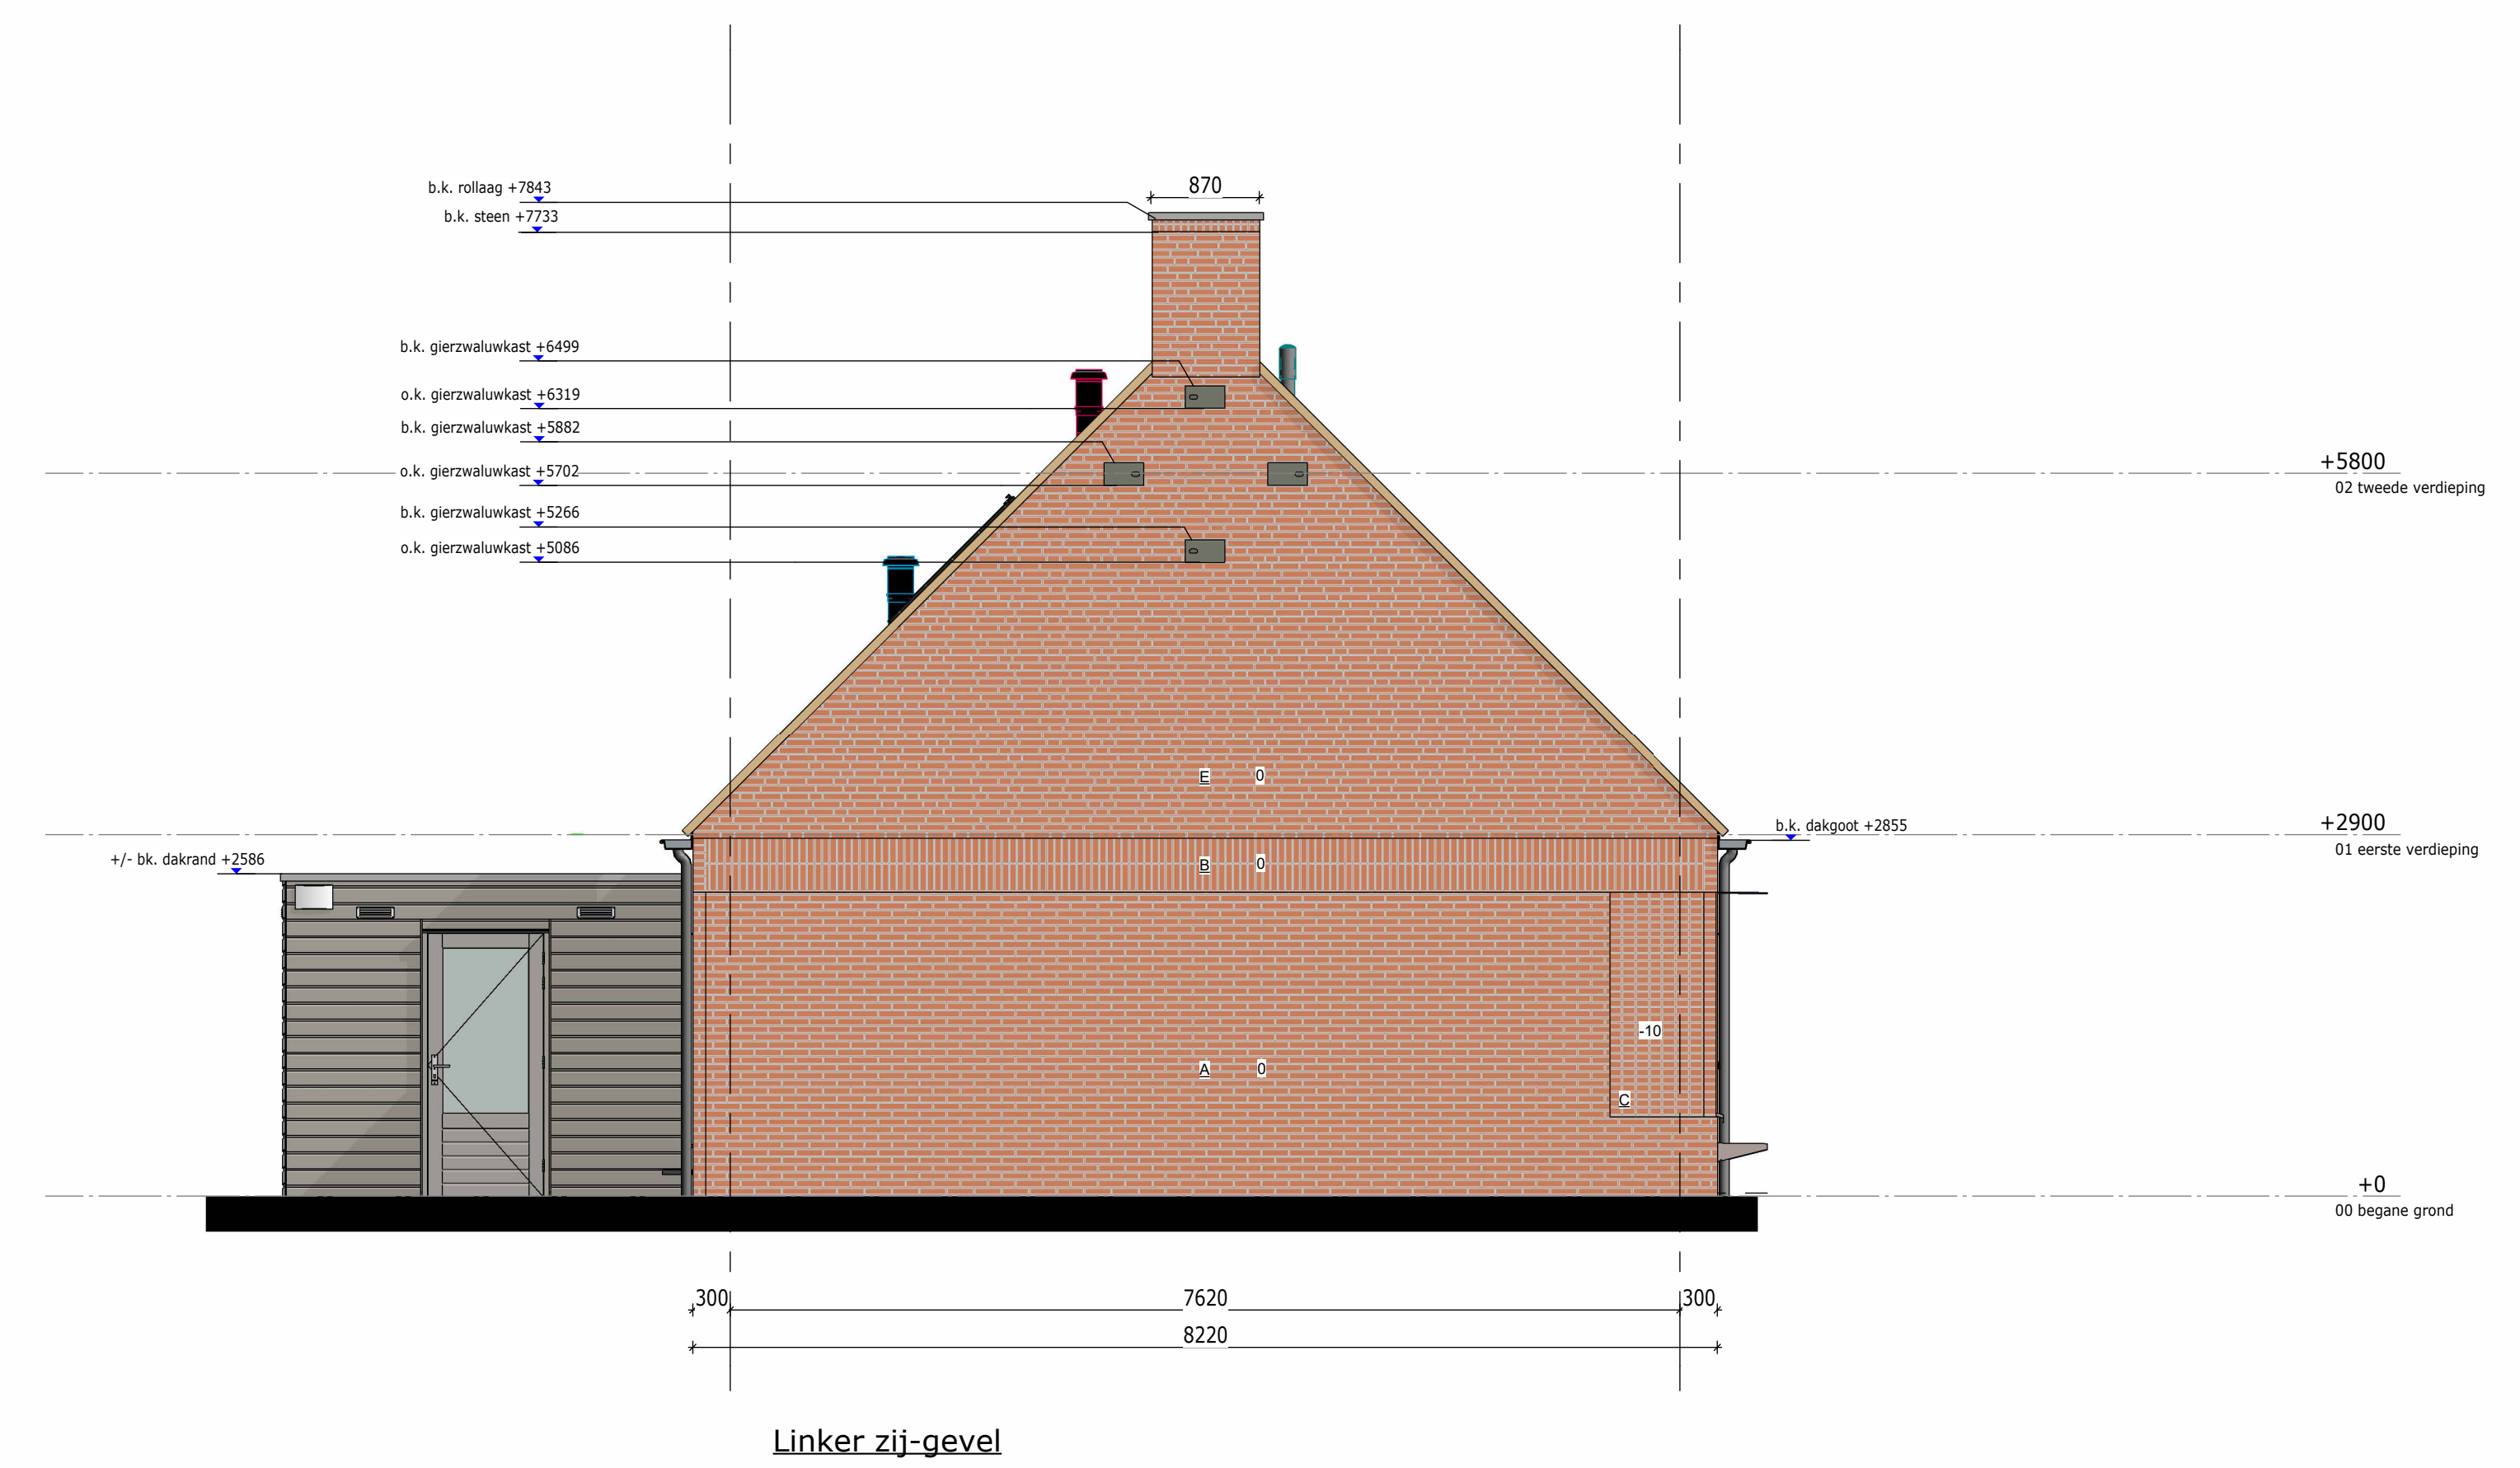 b.k. rollaag +7843
870
b.k. steen +7733
b.k. gierzwaluwkast +6499
o.k. gierzwaluwkast +6319
b.k. gierzwaluwkast +5882
+5800
o.k. gierzwaluwkast +5702
02 tweede verdieping
b.k. gierzwaluwkast +5266
o.k. gierzwaluwkast +5086
E 0
+2900
b.k. dakgoot +2855
01 eerste verdieping
+/- bk. dakrand +2586
B 0
-10
A 0
C
+0
00 begane grond
300 7620 300
8220
Linker zij-gevel